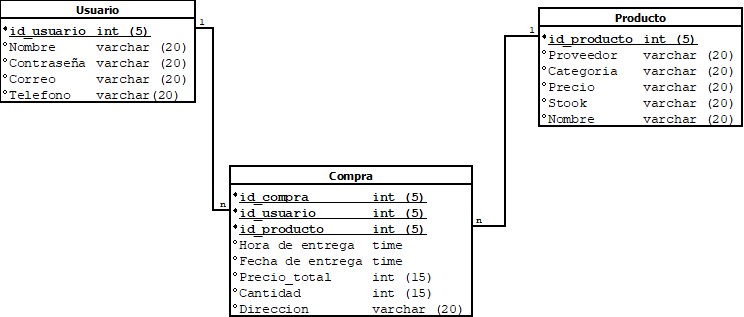 Usuario
id_usuario int (5)
Nombre varchar (20)
Contraseña varchar (20)
Correo varchar (20)
Telefono varchar(20)
1
n
Producto
id_producto int (5)
Proveedor varchar (20)
Categoria varchar (20)
Precio varchar (20)
Stook varchar (20)
Nombre varchar (20)
1
n
Compra
id_compra int (5)
id_usuario int (5)
id_producto int (5)
Hora de entrega time
Fecha de entrega time
Precio_total int (15)
Cantidad int (15)
Direccion varchar (20)